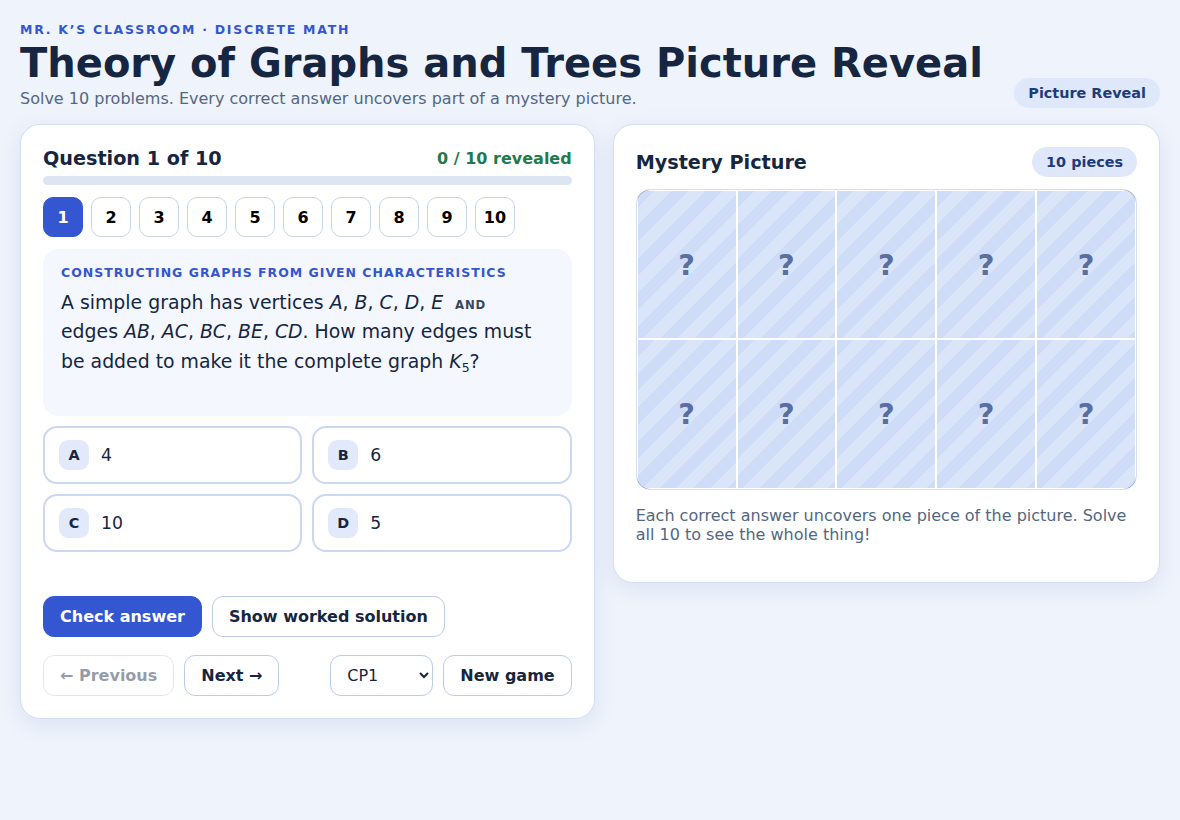 MR. K’S CLASSROOM · DISCRETE MATH
Theory of Graphs and Trees Picture Reveal
Solve 10 problems. Every correct answer uncovers part of a mystery picture.
Picture Reveal
Question 1 of 10
0 / 10 revealed
1 2 3 4 5 6 7 8 9 10
CONSTRUCTING GRAPHS FROM GIVEN CHARACTERISTICS
A simple graph has vertices A, B, C, D, E AND
edges AB, AC, BC, BE, CD. How many edges must
be added to make it the complete graph K₅?
A 4
B 6
C 10
D 5
Check answer
Show worked solution
← Previous
Next →
CP1
New game
Mystery Picture
10 pieces
? ? ? ? ?
? ? ? ? ?
Each correct answer uncovers one piece of the picture. Solve
all 10 to see the whole thing!